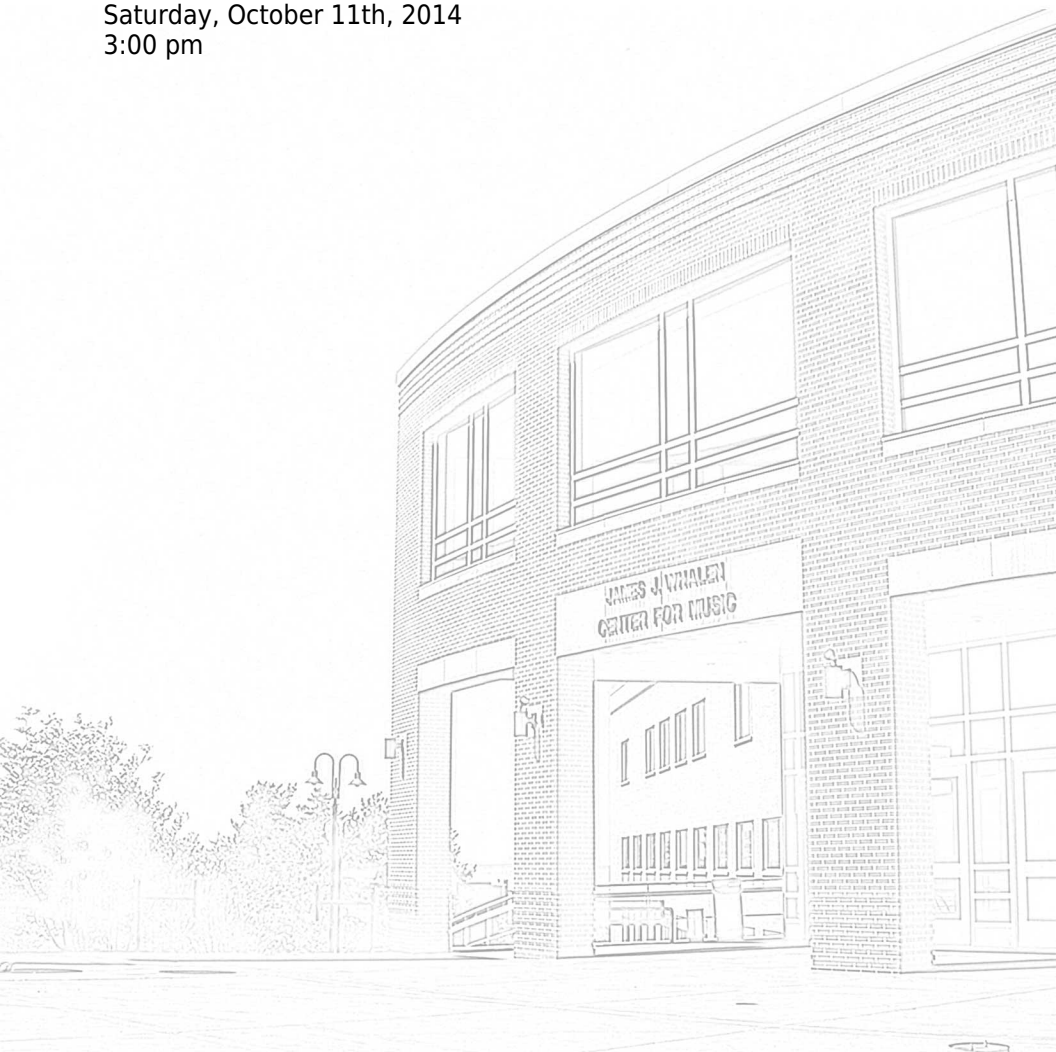 Saturday, October 11th, 2014
3:00 pm
JAMES J. WHALEN
CENTER FOR MUSIC